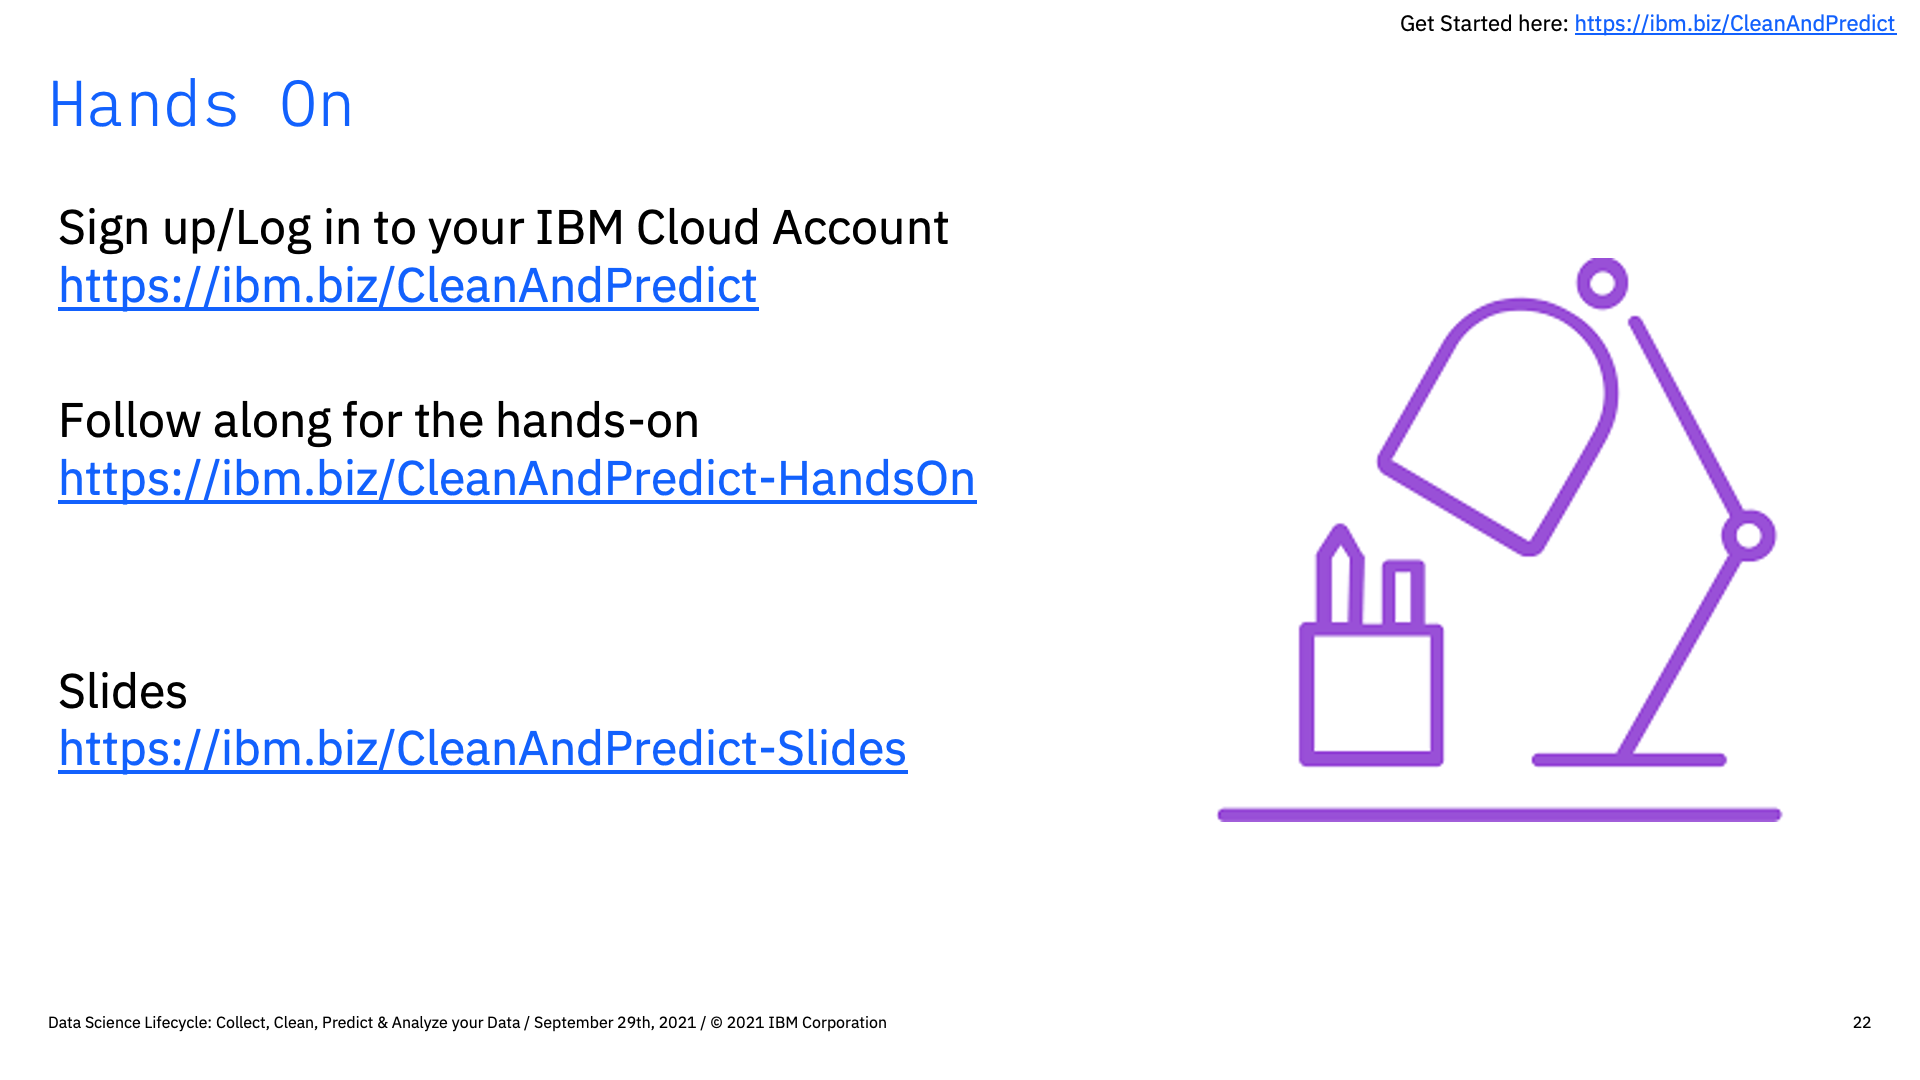 Get Started here: https://ibm.biz/CleanAndPredict
Hands On
Sign up/Log in to your IBM Cloud Account
https://ibm.biz/CleanAndPredict
Follow along for the hands-on
https://ibm.biz/CleanAndPredict-HandsOn
Slides
https://ibm.biz/CleanAndPredict-Slides
Data Science Lifecycle: Collect, Clean, Predict & Analyze your Data / September 29th, 2021 / © 2021 IBM Corporation
22